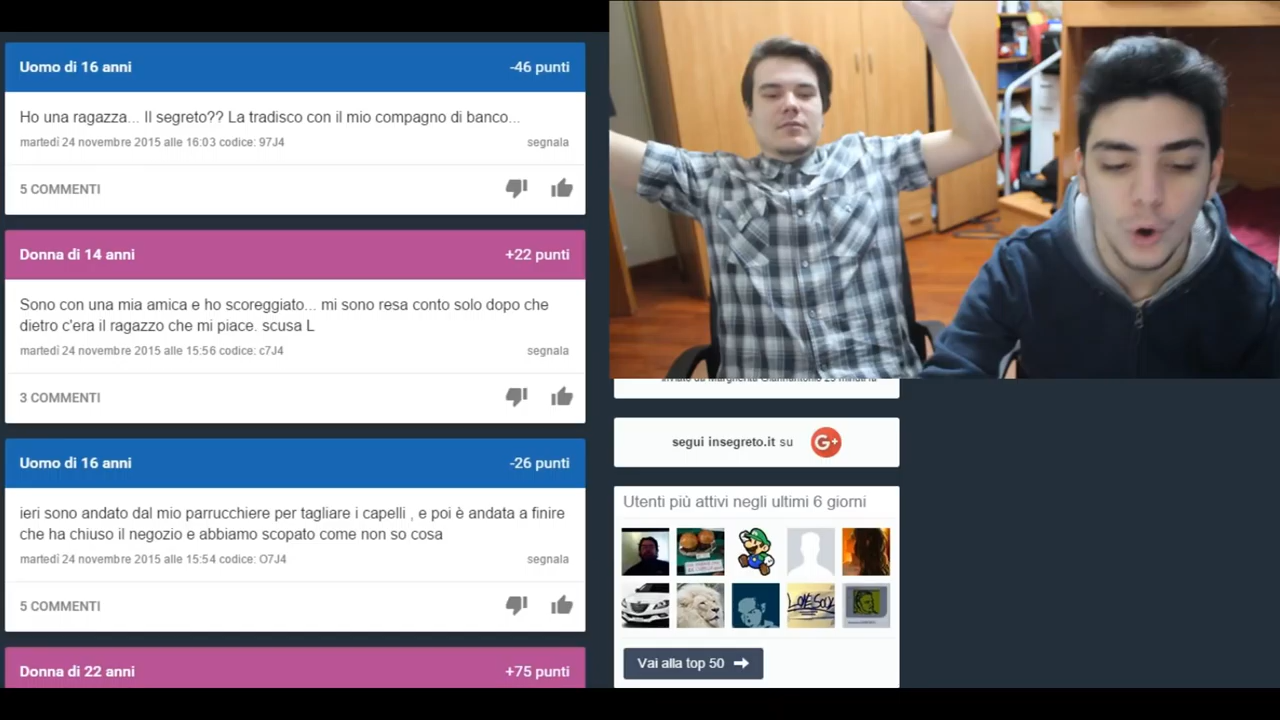 Uomo di 16 anni
-46 punti
Ho una ragazza... Il segreto?? La tradisco con il mio compagno di banco...
martedì 24 novembre 2015 alle 16:03 codice: 97J4
segnala
5 COMMENTI
Donna di 14 anni
+22 punti
Sono con una mia amica e ho scoreggiato... mi sono resa conto solo dopo che
dietro c'era il ragazzo che mi piace. scusa L
martedì 24 novembre 2015 alle 15:56 codice: c7J4
segnala
3 COMMENTI
Uomo di 16 anni
-26 punti
ieri sono andato dal mio parrucchiere per tagliare i capelli , e poi è andata a finire
che ha chiuso il negozio e abbiamo scopato come non so cosa
martedì 24 novembre 2015 alle 15:54 codice: O7J4
segnala
5 COMMENTI
Donna di 22 anni
+75 punti
segui insegreto.it su
G+
Utenti più attivi negli ultimi 6 giorni
Vai alla top 50